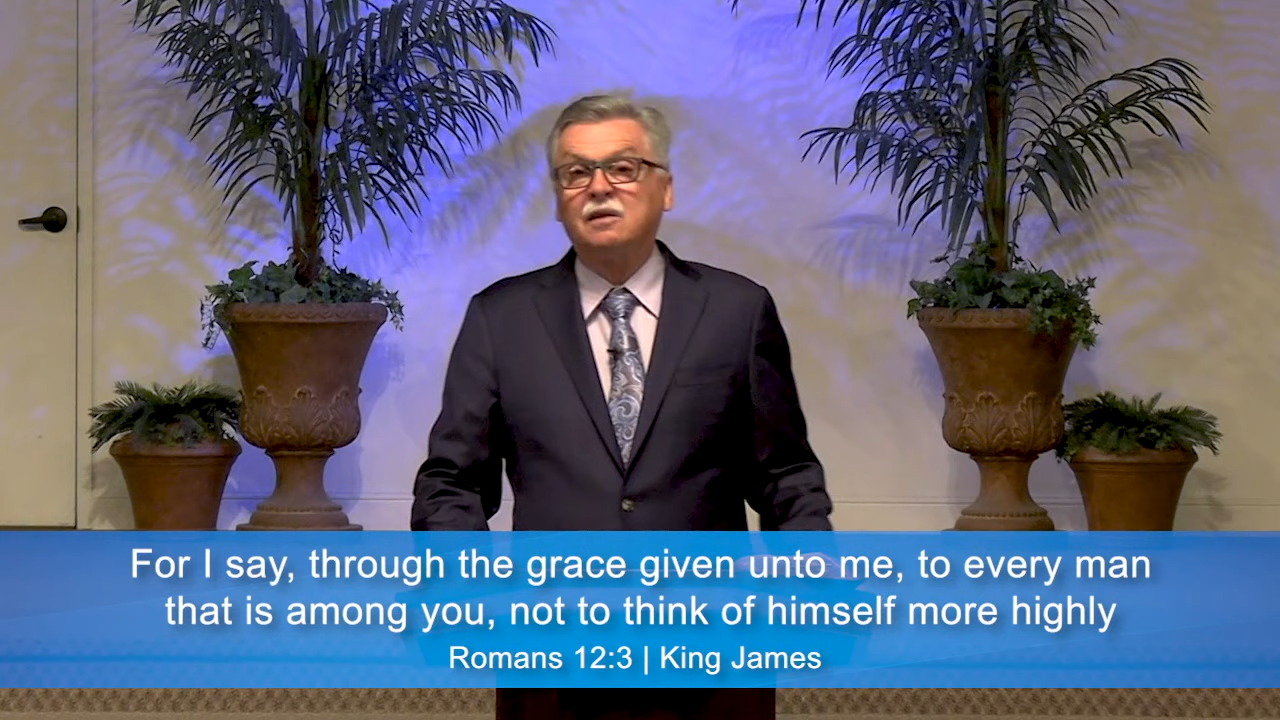 For I say, through the grace given unto me, to every man
that is among you, not to think of himself more highly
Romans 12:3 | King James